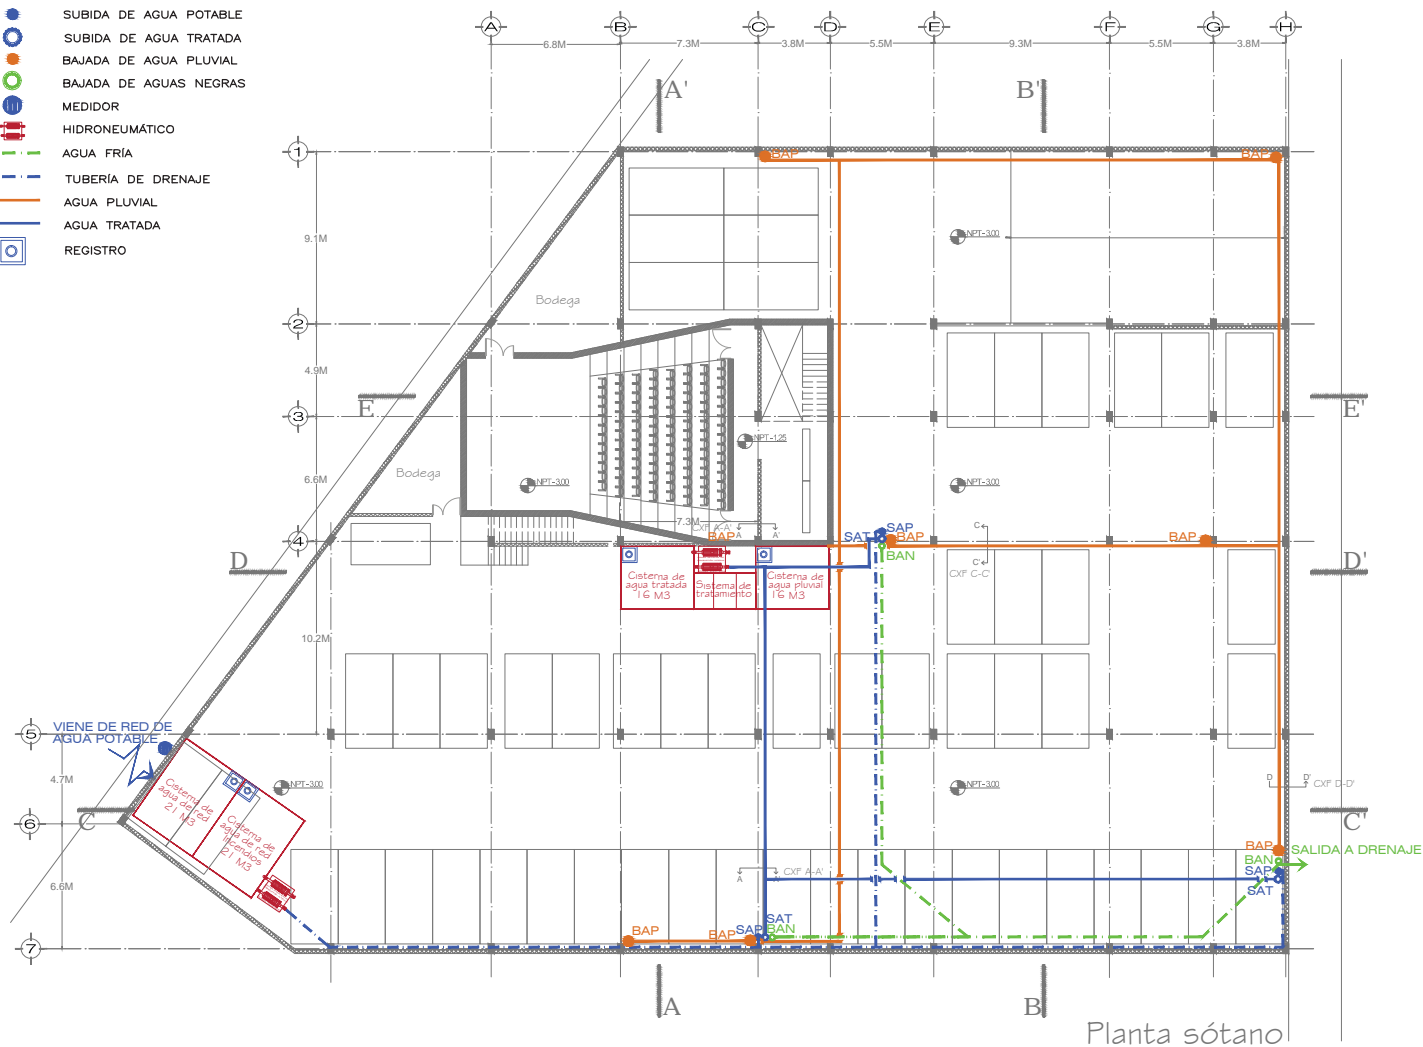 SUBIDA DE AGUA POTABLE
SUBIDA DE AGUA TRATADA
BAJADA DE AGUA PLUVIAL
BAJADA DE AGUAS NEGRAS
MEDIDOR
HIDRONEUMÁTICO
AGUA FRÍA
TUBERÍA DE DRENAJE
AGUA PLUVIAL
AGUA TRATADA
REGISTRO
A B C D E F G H
6.8M 7.3M 3.8M 5.5M 9.3M 5.5M 3.8M
A' B'
1
BAP BAP
9.1M
NPT-3.00
Bodega
2
4.9M
E E'
3
NPT-1.25
Bodega
6.6M
NPT-3.00 NPT-3.00
7.3M
CXF A-A'
A A'
C
SAP
SAT BAP
BAN
BAP
BAP
4
C'
CXF C-C'
D D'
Cisterna de
agua tratada
16 M3
Sistema de
tratamiento
Cisterna de
agua pluvial
16 M3
10.2M
VIENE DE RED DE
AGUA POTABLE
5
4.7M
NPT-3.00 NPT-3.00
D D'
CXF D-D'
Cisterna de
agua de red
21 M3
Cisterna de
agua de red
incendios
21 M3
C C'
6
BAP
BAN
SALIDA A DRENAJE
SAP
SAT
CXF A-A'
A A'
6.6M
SAT
BAP BAP SAP BAN
7
A B
Planta sótano